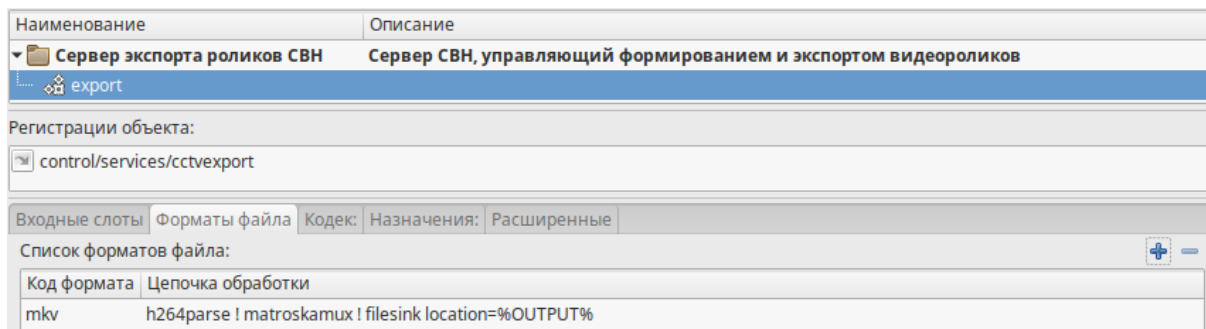 Наименование Описание
Сервер экспорта роликов СВН Сервер СВН, управляющий формированием и экспортом видеороликов
export
Регистрации объекта:
control/services/cctvexport
Входные слоты Форматы файла Кодек: Назначения: Расширенные
Список форматов файла:
Код формата Цепочка обработки
mkv h264parse ! matroskamux ! filesink location=%OUTPUT%